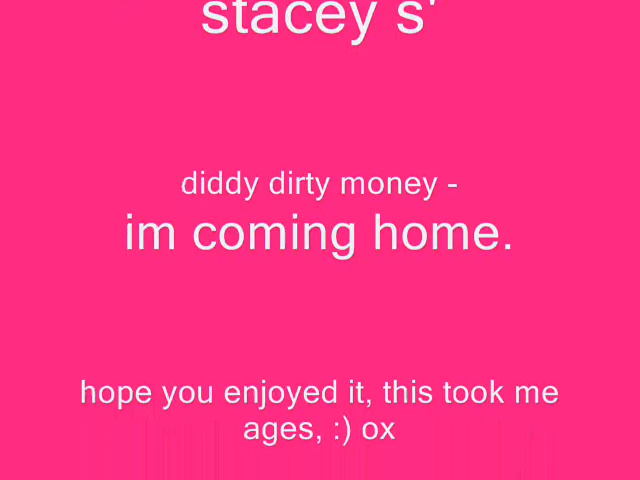 stacey s'
diddy dirty money -
im coming home.
hope you enjoyed it, this took me
ages, :) ox